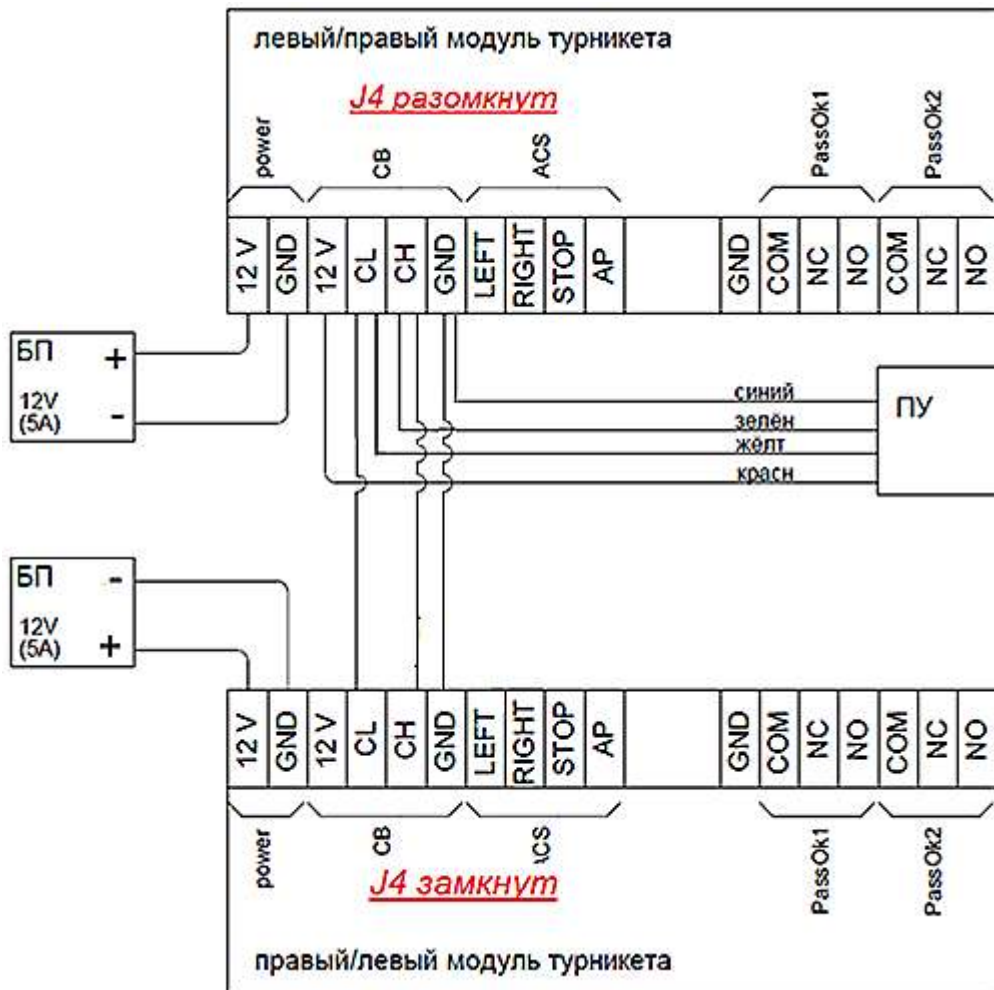 левый/правый модуль турникета
J4 разомкнут
power
CB
ACS
PassOk1
PassOk2
12 V
GND
12 V
CL
CH
GND
LEFT
RIGHT
STOP
AP
GND
COM
NC
NO
COM
NC
NO
БП +
12V
(5A) -
синий
зелён
жёлт
красн
ПУ
БП -
12V
(5A) +
12 V
GND
12 V
CL
CH
GND
LEFT
RIGHT
STOP
AP
GND
COM
NC
NO
COM
NC
NO
power
CB
ACS
PassOk1
PassOk2
J4 замкнут
правый/левый модуль турникета